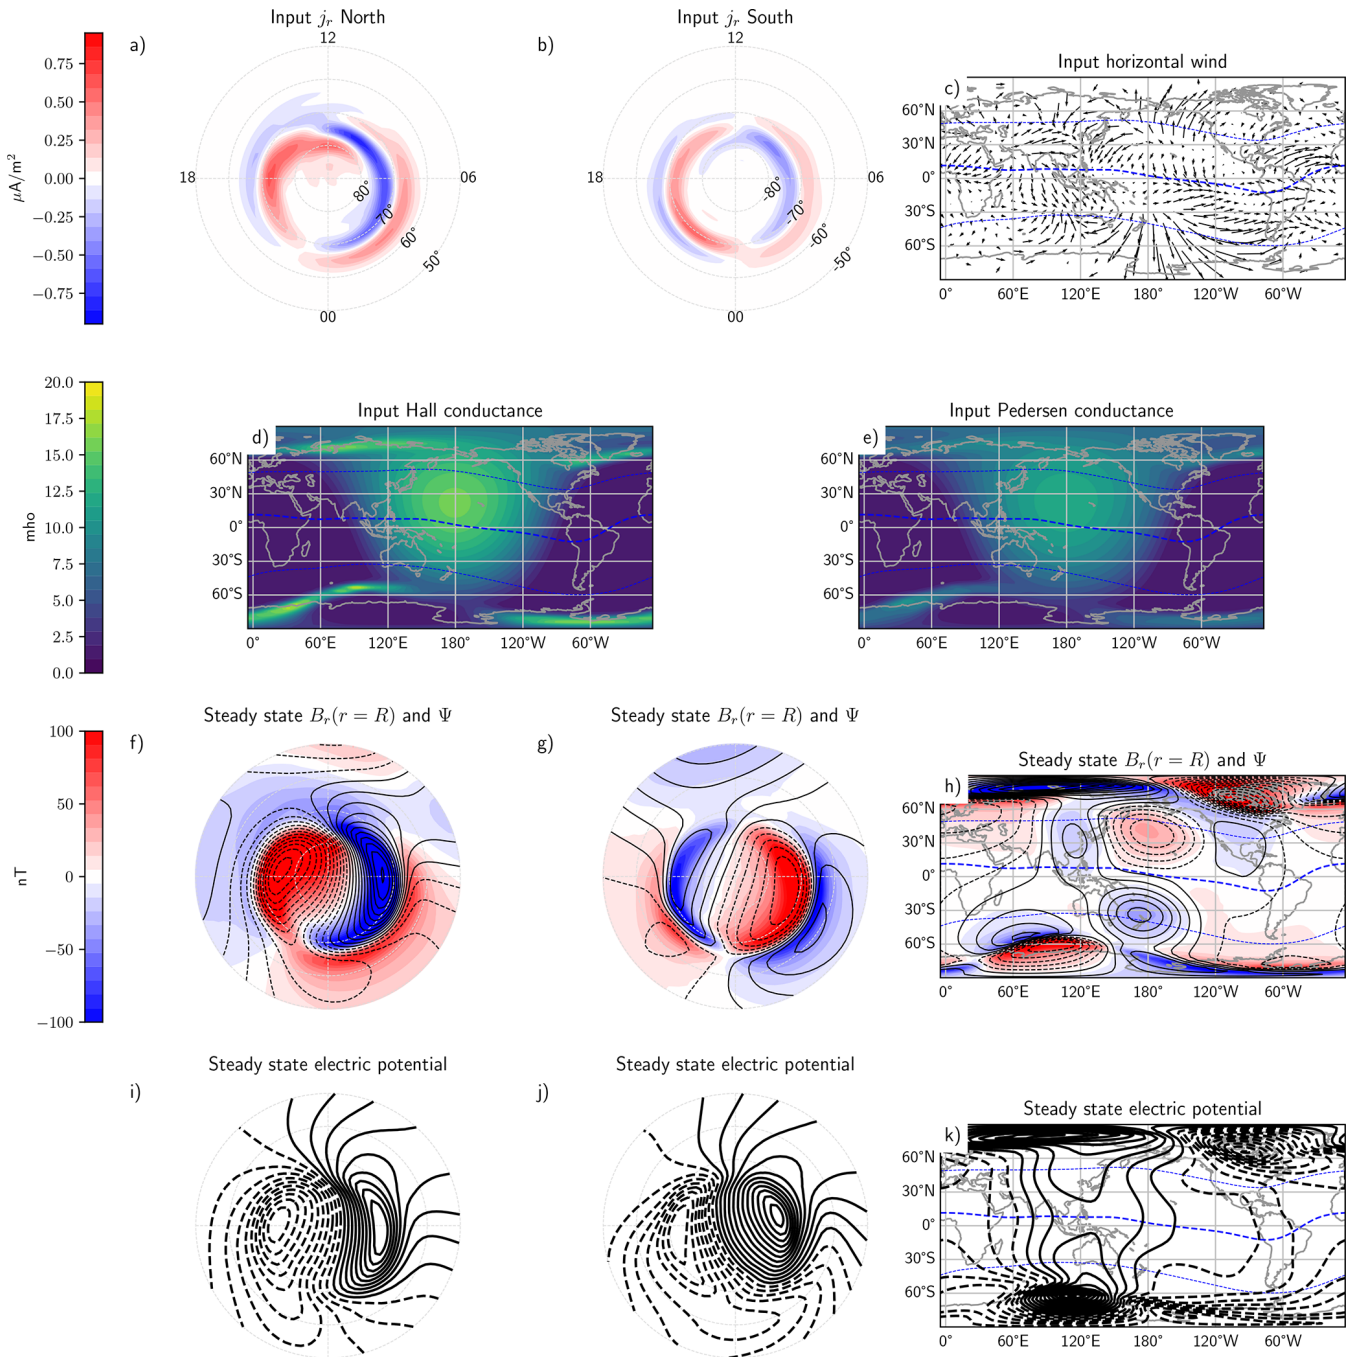 Input j_r North
12
a)
18
06
80°
70°
60°
50°
00
Input j_r South
b)
18
06
-80°
-70°
-60°
-50°
00
Input horizontal wind
c)
60°N
30°N
0°
30°S
60°S
0° 60°E 120°E 180° 120°W 60°W
0.75
0.50
0.25
0.00
−0.25
−0.50
−0.75
μA/m²
Input Hall conductance
d)
60°N
30°N
0°
30°S
60°S
0° 60°E 120°E 180° 120°W 60°W
Input Pedersen conductance
e)
60°N
30°N
0°
30°S
60°S
0° 60°E 120°E 180° 120°W 60°W
20.0
17.5
15.0
12.5
10.0
7.5
5.0
2.5
0.0
mho
Steady state B_r(r = R) and Ψ
f)
Steady state B_r(r = R) and Ψ
g)
Steady state B_r(r = R) and Ψ
h)
60°N
30°N
0°
30°S
60°S
0° 60°E 120°E 180° 120°W 60°W
100
50
0
−50
−100
nT
Steady state electric potential
i)
Steady state electric potential
j)
Steady state electric potential
k)
60°N
30°N
0°
30°S
60°S
0° 60°E 120°E 180° 120°W 60°W